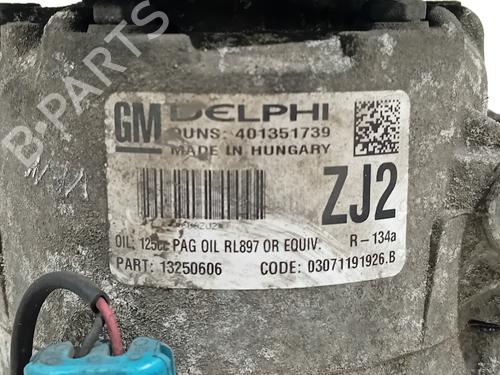 B-PARTS
GM DELPHI
DUNS: 401351739
MADE IN HUNGARY
ZJ2
OIL: 125cc PAG OIL RL897 OR EQUIV. R-134a
PART: 13250606 CODE: 03071191926.B